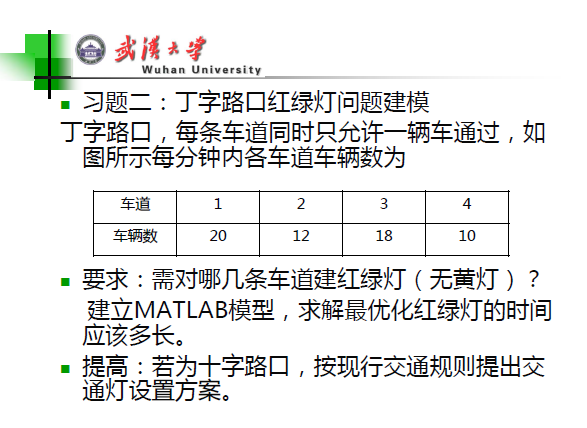 武漢大学
Wuhan University
习题二：丁字路口红绿灯问题建模
丁字路口，每条车道同时只允许一辆车通过，如
图所示每分钟内各车道车辆数为
车道 1 2 3 4
车辆数 20 12 18 10
要求：需对哪几条车道建红绿灯（无黄灯）？
建立MATLAB模型，求解最优化红绿灯的时间
应该多长。
提高：若为十字路口，按现行交通规则提出交
通灯设置方案。